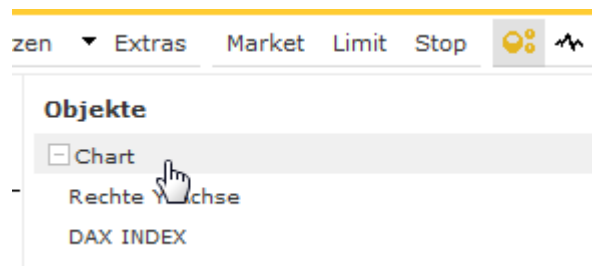 zen Extras Market Limit Stop
Objekte
Chart
Rechte
DAX INDEX